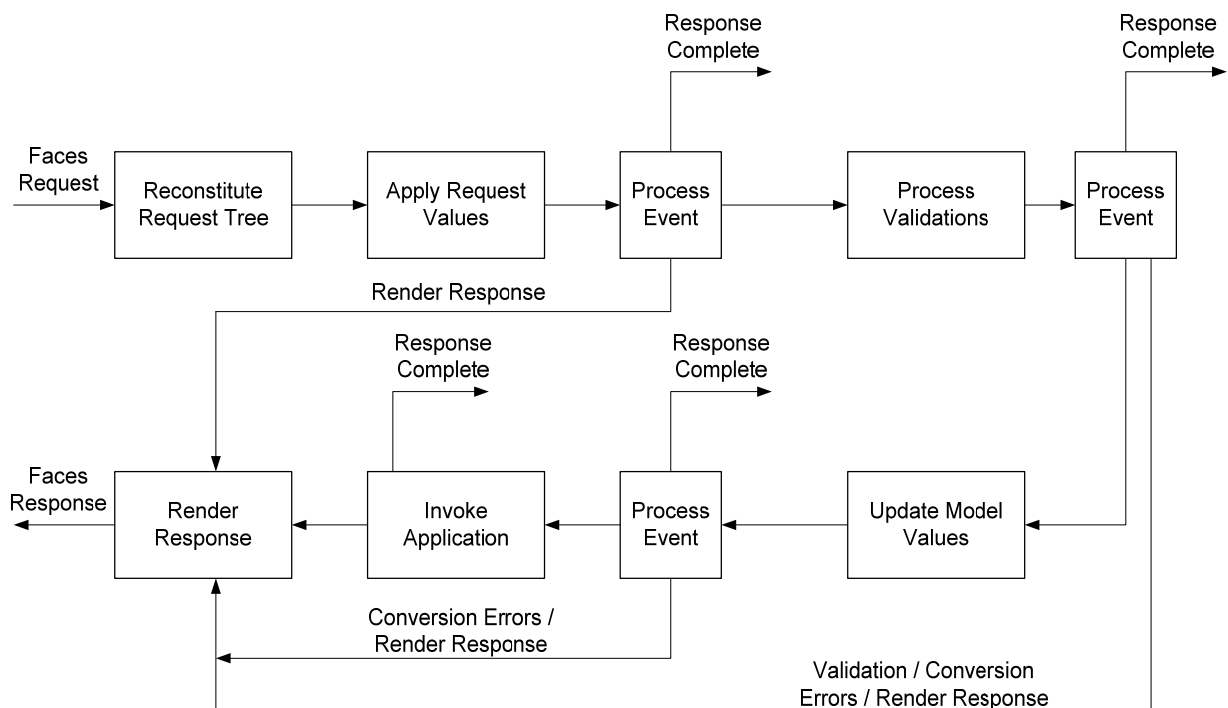 Response
Complete
Response
Complete
Faces
Request
Reconstitute
Request Tree
Apply Request
Values
Process
Event
Process
Validations
Process
Event
Render Response
Response
Complete
Response
Complete
Faces
Response
Render
Response
Invoke
Application
Process
Event
Update Model
Values
Conversion Errors /
Render Response
Validation / Conversion
Errors / Render Response